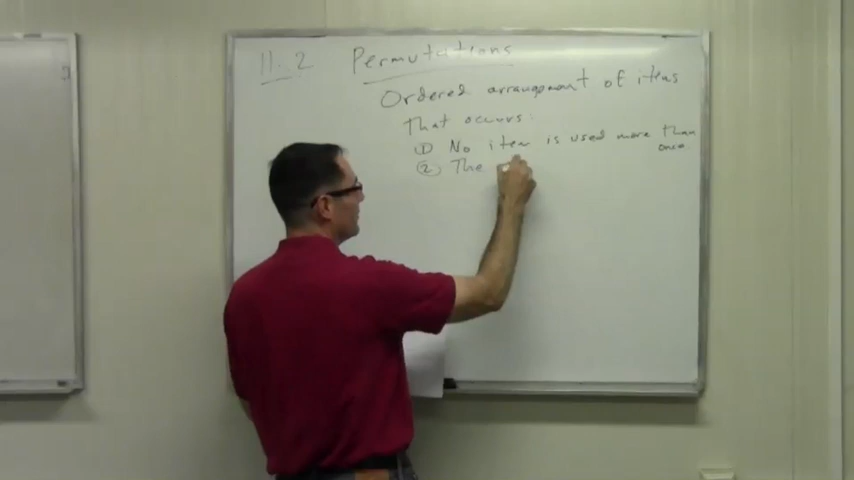 11.2 Permutations
Ordered arrangement of items
That occurs:
① No item is used more than
once.
② The